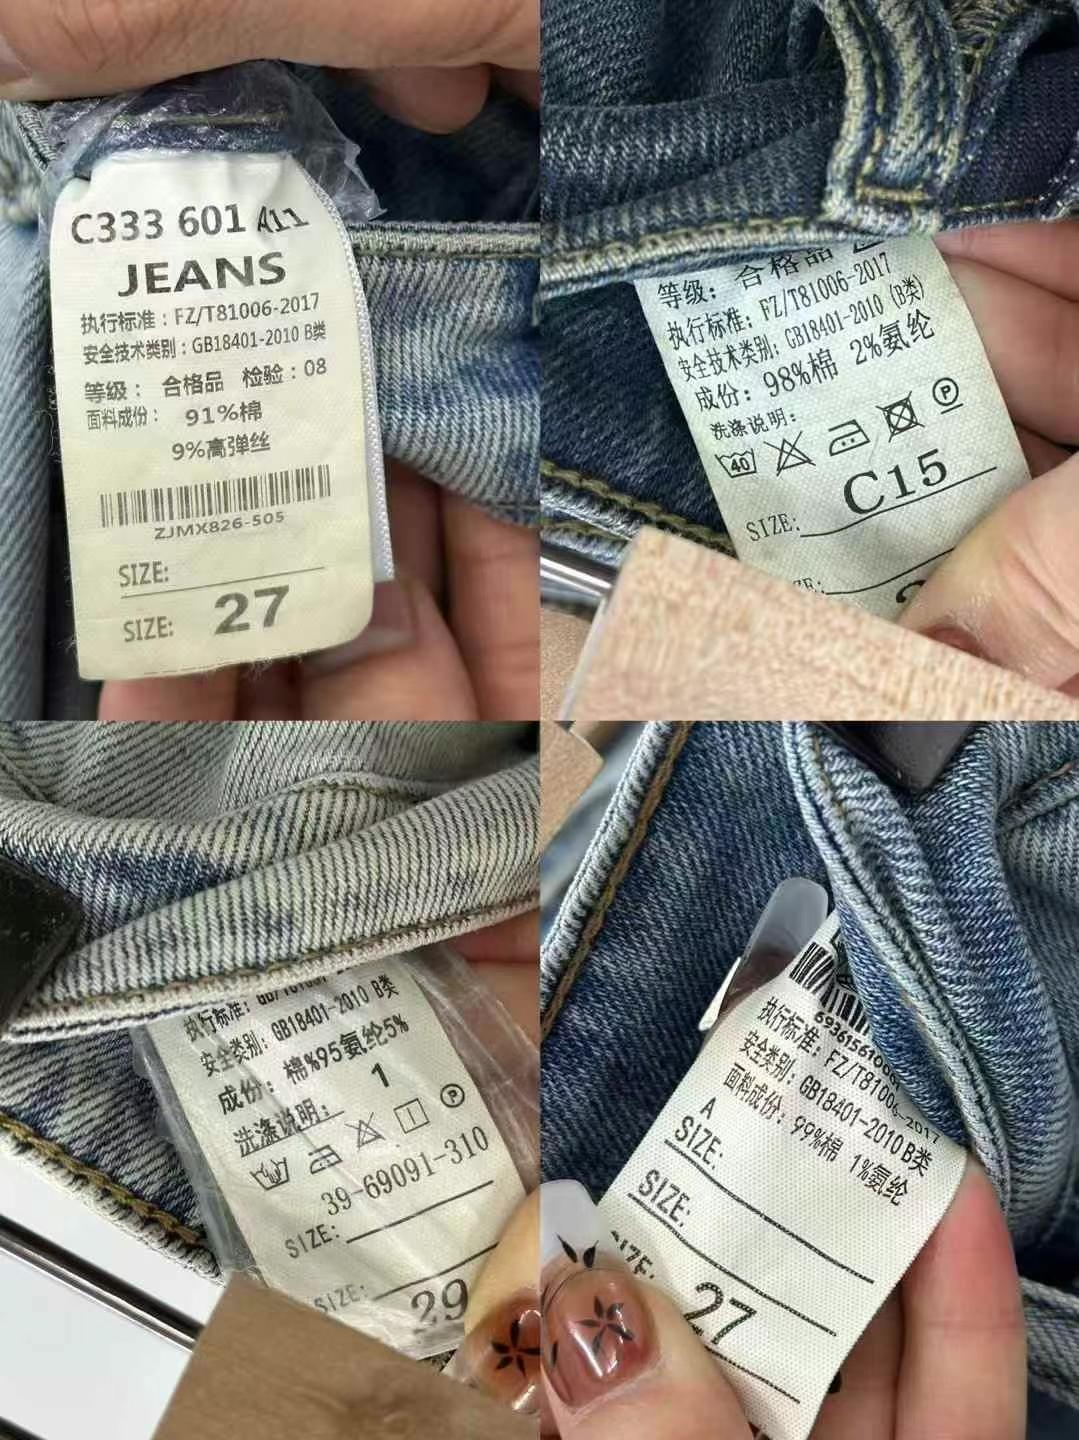 C333 601 A11
JEANS
执行标准：FZ/T81006-2017
安全技术类别：GB18401-2010 B类
等级： 合格品 检验：08
面料成份： 91%棉
9%高弹丝
ZJMX826-505
SIZE:
SIZE: 27
等级: 合格品
执行标准: FZ/T81006-2017
安全技术类别: GB18401-2010 (B类)
成份: 98%棉 2%氨纶
洗涤说明:
40
P
C15
SIZE:
执行标准:
安全类别: GB18401-2010 B类
成份: 棉%95氨纶5%
1
洗涤说明:
P
39-69091-310
SIZE:
SIZE: 29
执行标准: FZ/T81006-2017
安全类别: GB18401-2010 B类
面料成份: 99%棉 1%氨纶
A
SIZE:
SIZE:
27